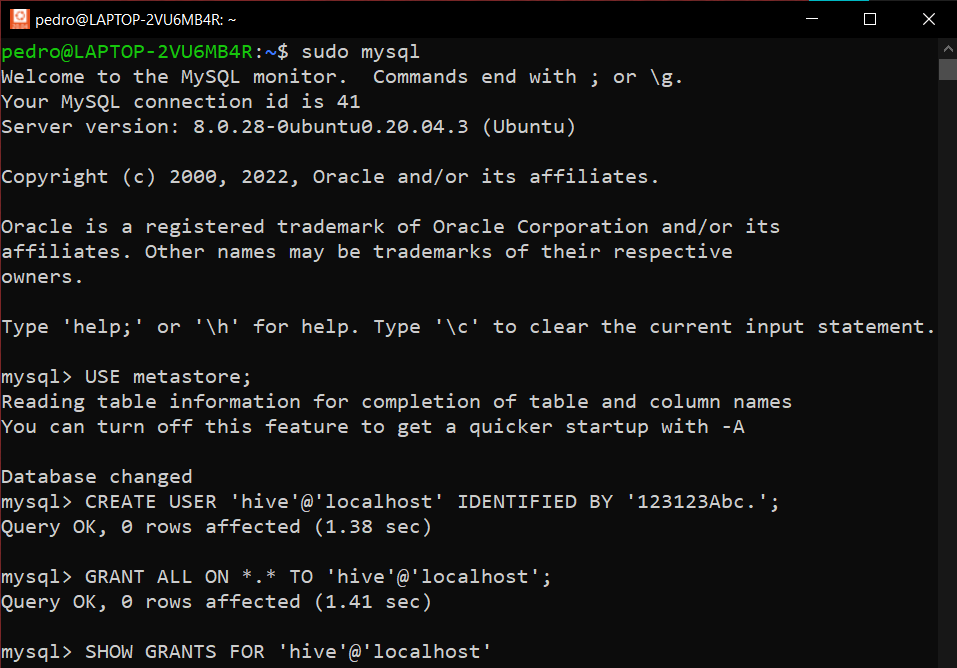 pedro@LAPTOP-2VU6MB4R: ~
pedro@LAPTOP-2VU6MB4R:~$ sudo mysql
Welcome to the MySQL monitor.  Commands end with ; or \g.
Your MySQL connection id is 41
Server version: 8.0.28-0ubuntu0.20.04.3 (Ubuntu)
Copyright (c) 2000, 2022, Oracle and/or its affiliates.
Oracle is a registered trademark of Oracle Corporation and/or its
affiliates. Other names may be trademarks of their respective
owners.
Type 'help;' or '\h' for help. Type '\c' to clear the current input statement.
mysql> USE metastore;
Reading table information for completion of table and column names
You can turn off this feature to get a quicker startup with -A
Database changed
mysql> CREATE USER 'hive'@'localhost' IDENTIFIED BY '123123Abc.';
Query OK, 0 rows affected (1.38 sec)
mysql> GRANT ALL ON *.* TO 'hive'@'localhost';
Query OK, 0 rows affected (1.41 sec)
mysql> SHOW GRANTS FOR 'hive'@'localhost'